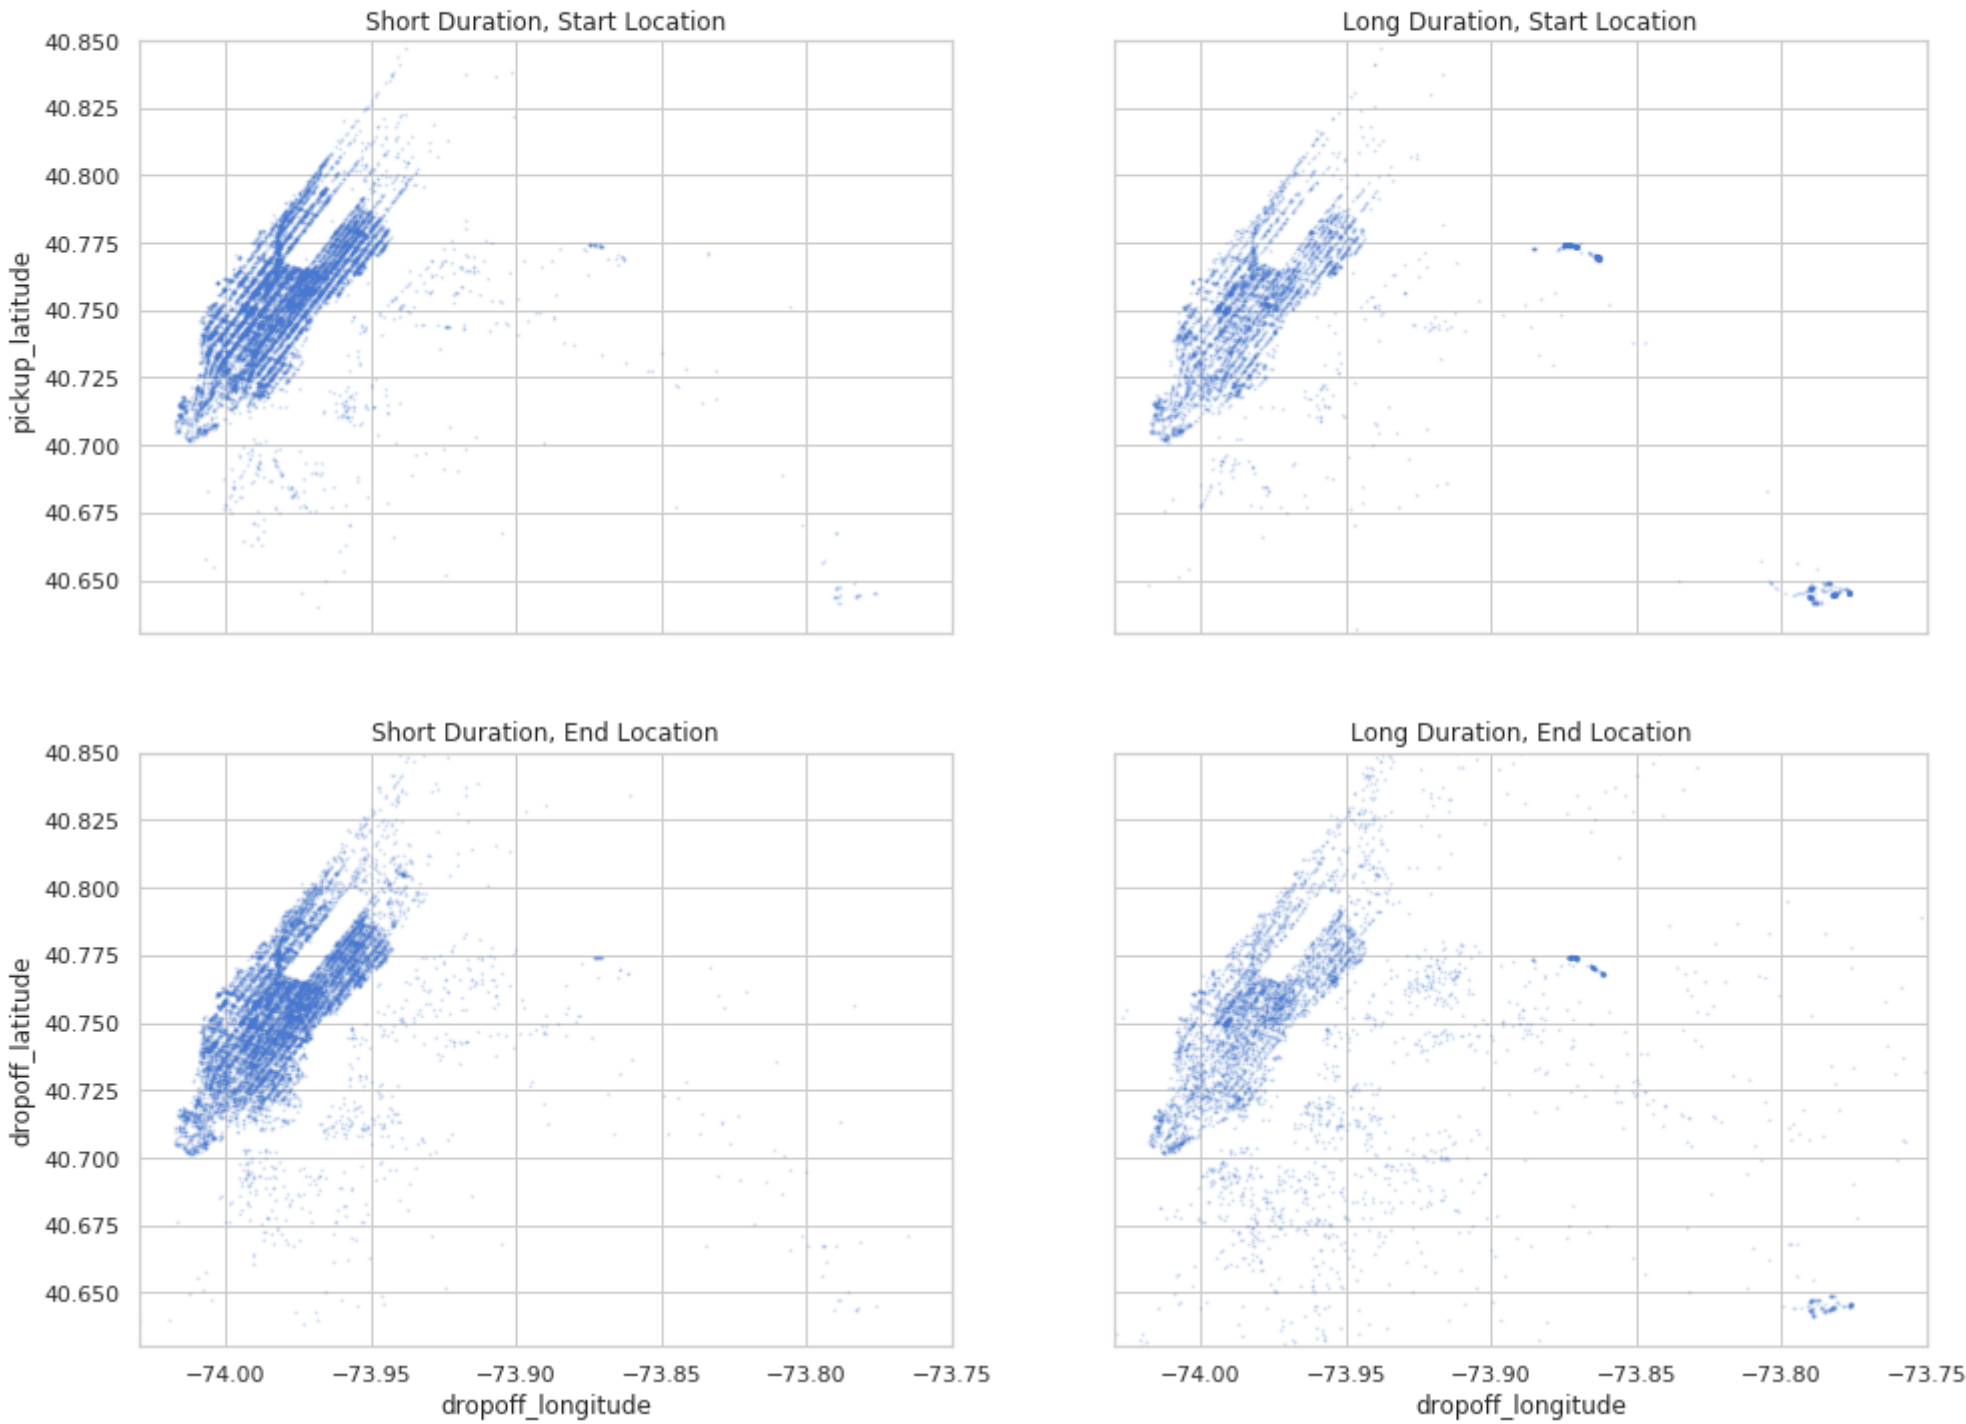 Short Duration, Start Location
Long Duration, Start Location
40.850
40.825
40.800
40.775
40.750
40.725
40.700
40.675
40.650
pickup_latitude
Short Duration, End Location
Long Duration, End Location
40.850
40.825
40.800
40.775
40.750
40.725
40.700
40.675
40.650
dropoff_latitude
−74.00 −73.95 −73.90 −73.85 −73.80 −73.75
−74.00 −73.95 −73.90 −73.85 −73.80 −73.75
dropoff_longitude
dropoff_longitude